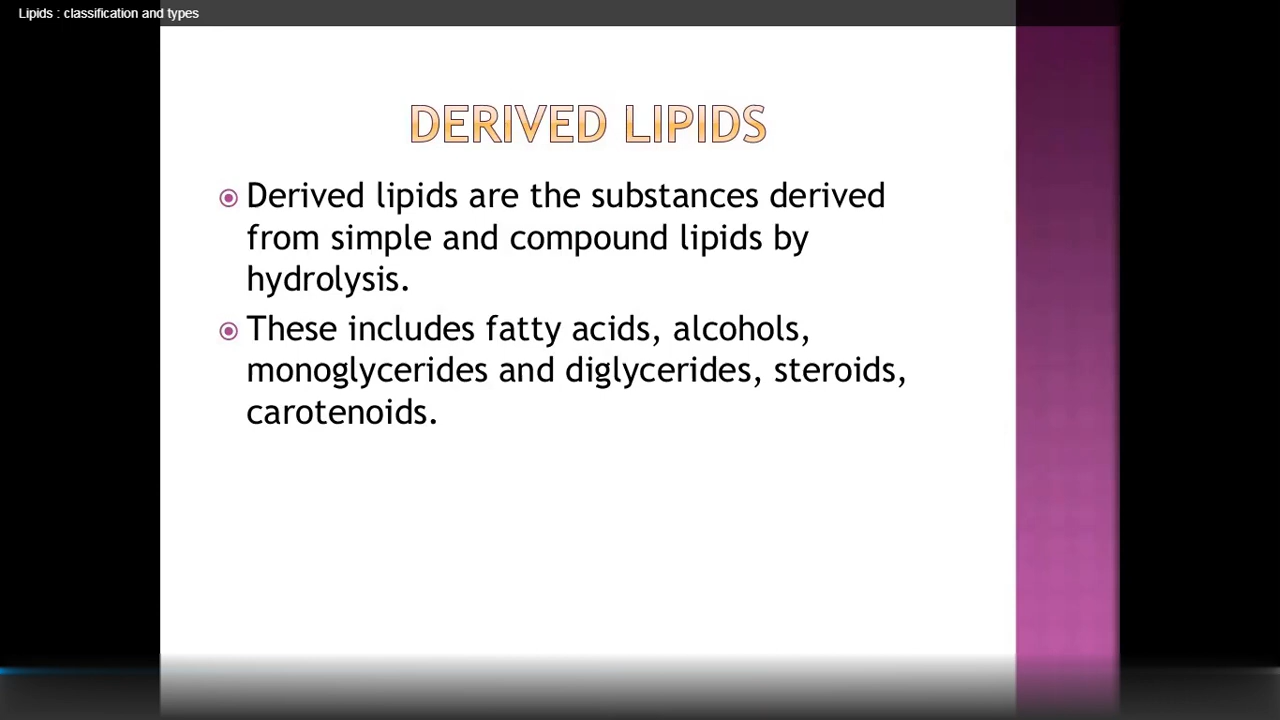 Lipids : classification and types
DERIVED LIPIDS
Derived lipids are the substances derived
from simple and compound lipids by
hydrolysis.
These includes fatty acids, alcohols,
monoglycerides and diglycerides, steroids,
carotenoids.